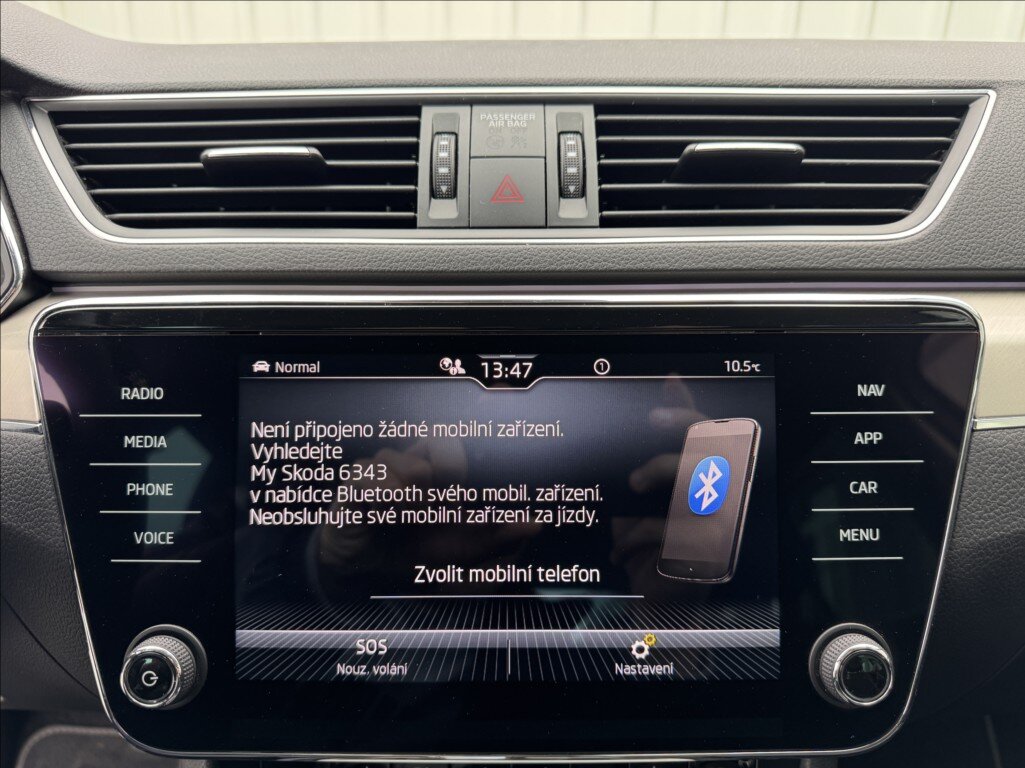 PASSENGER
AIR BAG
Normal
13:47
1
10.5°C
RADIO
MEDIA
PHONE
VOICE
Není připojeno žádné mobilní zařízení.
Vyhledejte
My Skoda 6343
v nabídce Bluetooth svého mobil. zařízení.
Neobsluhujte své mobilní zařízení za jízdy.
Zvolit mobilní telefon
SOS
Nouz. volání
Nastavení
NAV
APP
CAR
MENU